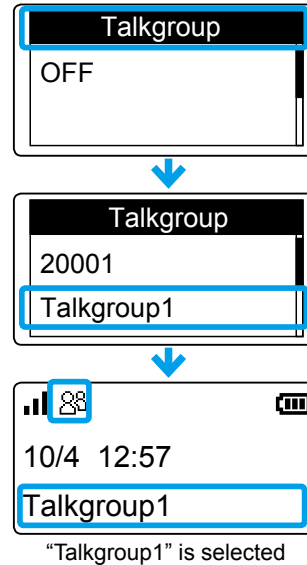 Talkgroup
OFF
Talkgroup
20001
Talkgroup1
10/4 12:57
Talkgroup1
“Talkgroup1” is selected